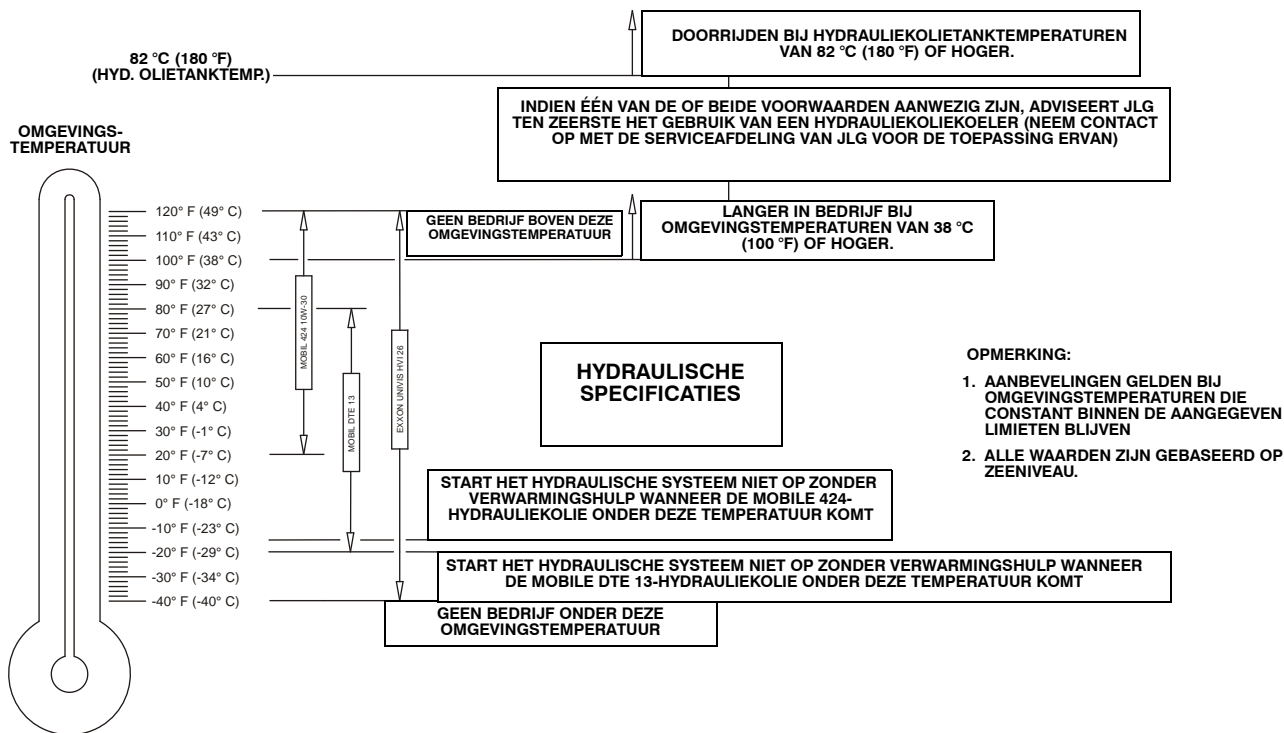 DOORRIJDEN BIJ HYDRAULIEKOLIETANKTEMPERATUREN
VAN 82 °C (180 °F) OF HOGER.
82 °C (180 °F)
(HYD. OLIETANKTEMP.)
INDIEN ÉÉN VAN DE OF BEIDE VOORWAARDEN AANWEZIG ZIJN, ADVISEERT JLG
TEN ZEERSTE HET GEBRUIK VAN EEN HYDRAULIEKOLIEKOELER (NEEM CONTACT
OP MET DE SERVICEAFDELING VAN JLG VOOR DE TOEPASSING ERVAN)
OMGEVINGS-
TEMPERATUUR
120° F (49° C)
110° F (43° C)
100° F (38° C)
90° F (32° C)
80° F (27° C)
70° F (21° C)
60° F (16° C)
50° F (10° C)
40° F (4° C)
30° F (-1° C)
20° F (-7° C)
10° F (-12° C)
0° F (-18° C)
-10° F (-23° C)
-20° F (-29° C)
-30° F (-34° C)
-40° F (-40° C)
GEEN BEDRIJF BOVEN DEZE
OMGEVINGSTEMPERATUUR
LANGER IN BEDRIJF BIJ
OMGEVINGSTEMPERATUREN VAN 38 °C
(100 °F) OF HOGER.
MOBIL 424 10W-30
MOBIL DTE 13
EXXON UNIVIS HVI 26
HYDRAULISCHE
SPECIFICATIES
OPMERKING:
1. AANBEVELINGEN GELDEN BIJ
OMGEVINGSTEMPERATUREN DIE
CONSTANT BINNEN DE AANGEGEVEN
LIMIETEN BLIJVEN
2. ALLE WAARDEN ZIJN GEBASEERD OP
ZEENIVEAU.
START HET HYDRAULISCHE SYSTEEM NIET OP ZONDER
VERWARMINGSHULP WANNEER DE MOBILE 424-
HYDRAULIEKOLIE ONDER DEZE TEMPERATUUR KOMT
START HET HYDRAULISCHE SYSTEEM NIET OP ZONDER VERWARMINGSHULP WANNEER
DE MOBILE DTE 13-HYDRAULIEKOLIE ONDER DEZE TEMPERATUUR KOMT
GEEN BEDRIJF ONDER DEZE
OMGEVINGSTEMPERATUUR